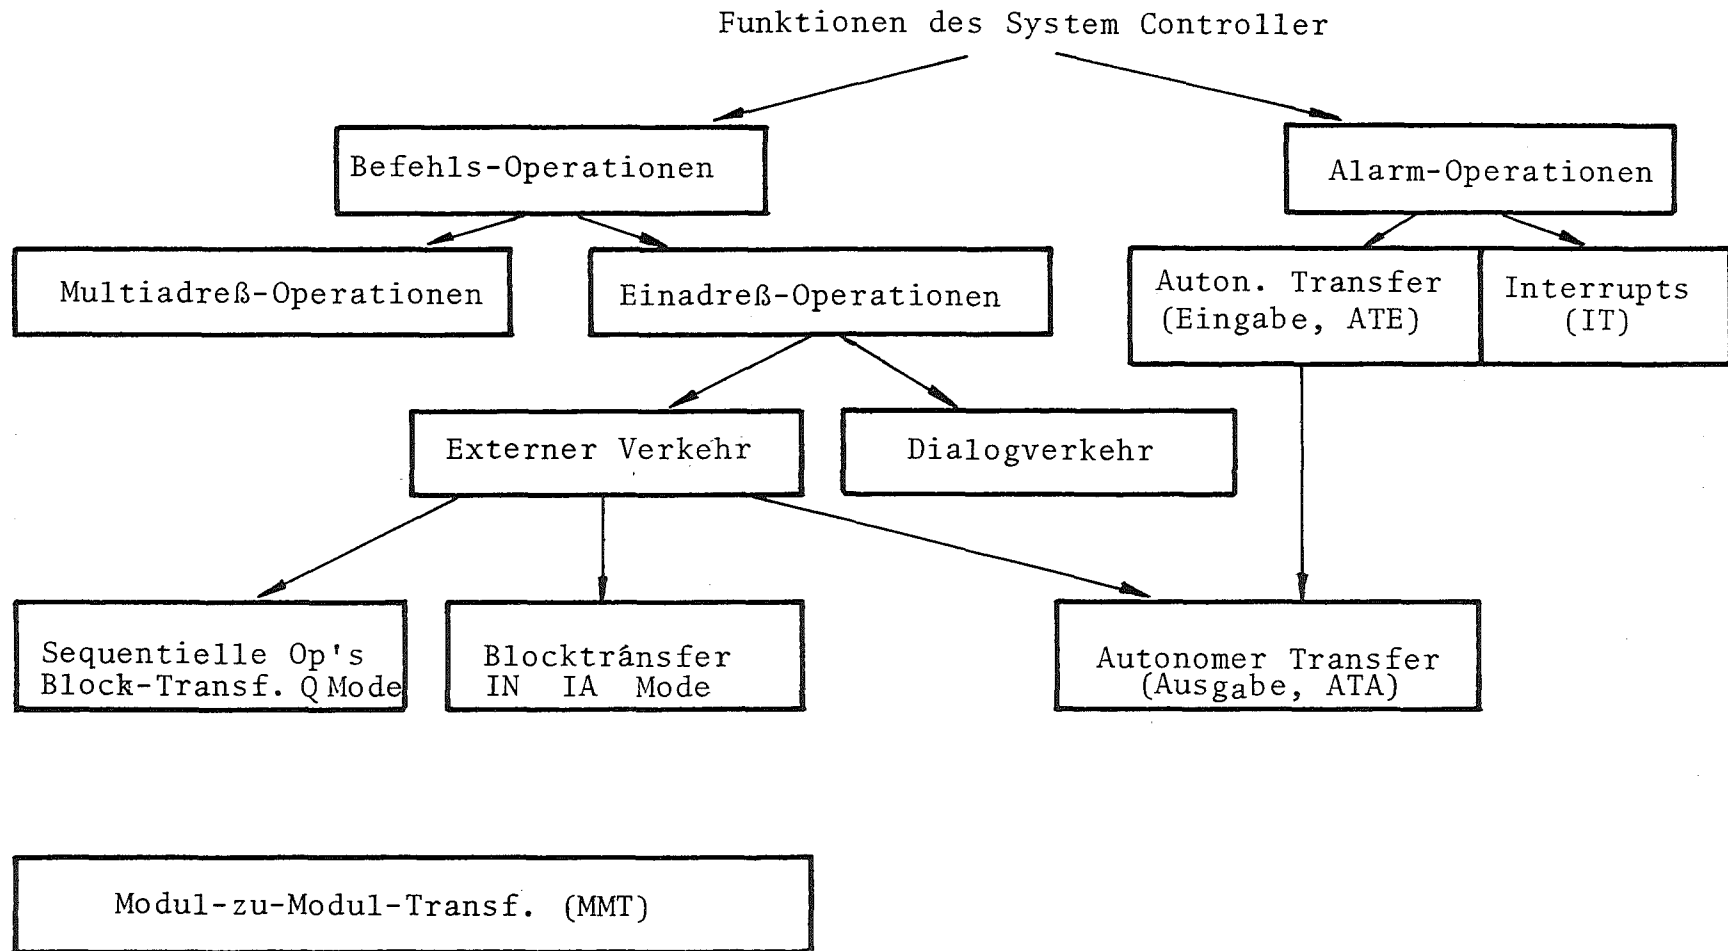 Funktionen des System Controller
Befehls-Operationen
Alarm-Operationen
Multiadreß-Operationen
Einadreß-Operationen
Auton. Transfer
(Eingabe, ATE)
Interrupts
(IT)
Externer Verkehr
Dialogverkehr
Sequentielle Op's
Block-Transf. Q Mode
Blocktransfer
IN IA Mode
Autonomer Transfer
(Ausgabe, ATA)
Modul-zu-Modul-Transf. (MMT)